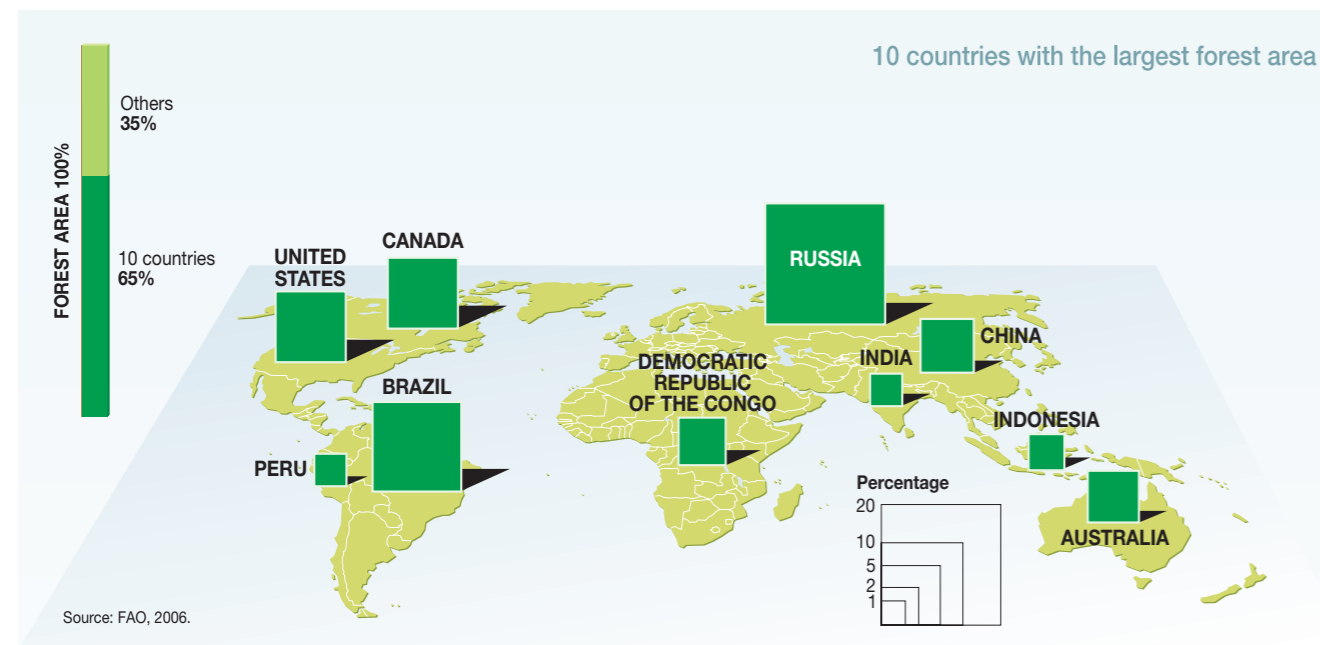 10 countries with the largest forest area
Others
35%
FOREST AREA 100%
10 countries
65%
UNITED
STATES
CANADA
RUSSIA
CHINA
INDIA
DEMOCRATIC
REPUBLIC
OF THE CONGO
BRAZIL
PERU
INDONESIA
AUSTRALIA
Percentage
20
10
5
2
1
Source: FAO, 2006.